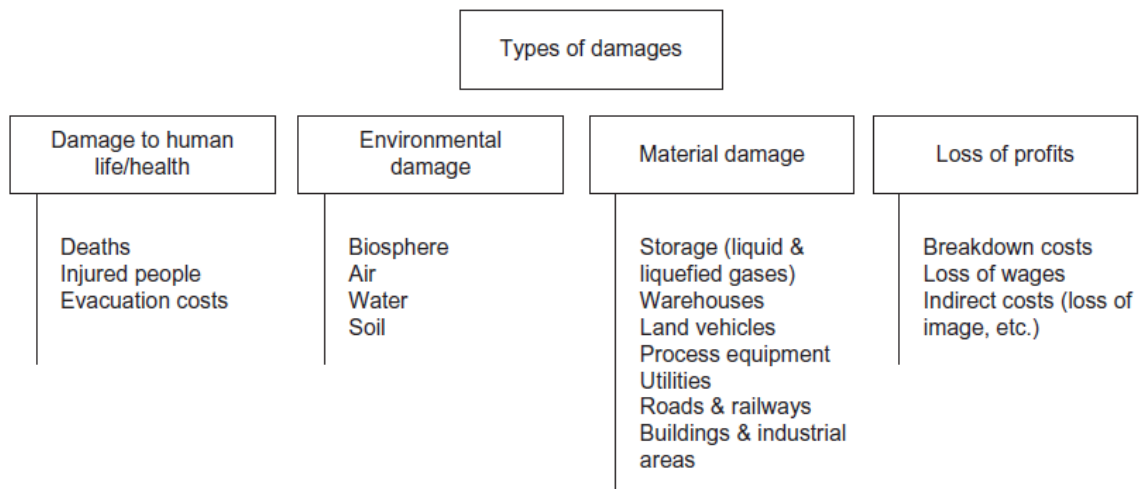 Types of damages
Damage to human
life/health
Deaths
Injured people
Evacuation costs
Environmental
damage
Biosphere
Air
Water
Soil
Material damage
Storage (liquid &
liquefied gases)
Warehouses
Land vehicles
Process equipment
Utilities
Roads & railways
Buildings & industrial
areas
Loss of profits
Breakdown costs
Loss of wages
Indirect costs (loss of
image, etc.)